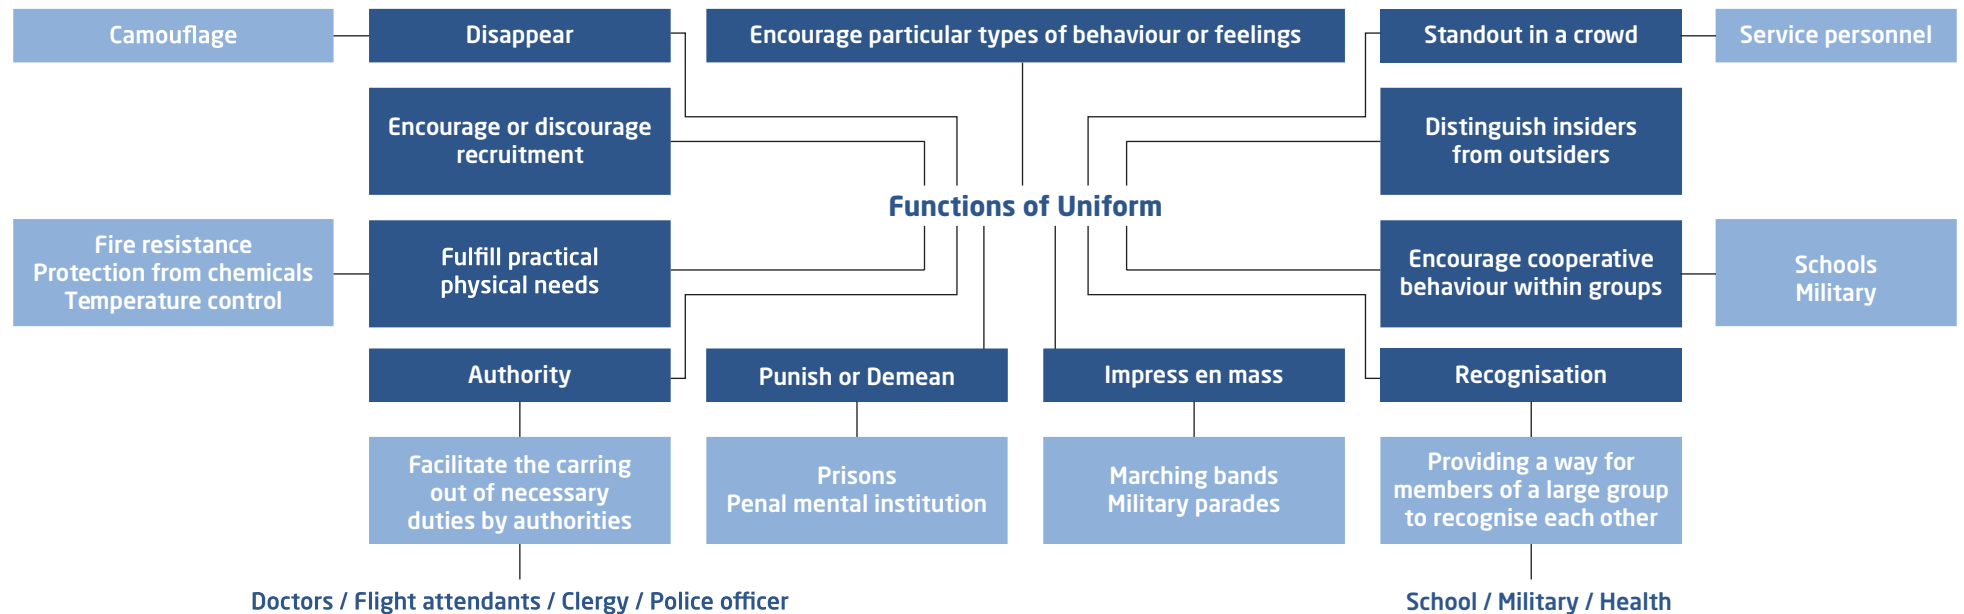 Camouflage
Disappear
Encourage particular types of behaviour or feelings
Standout in a crowd
Service personnel
Encourage or discourage
recruitment
Distinguish insiders
from outsiders
Functions of Uniform
Fire resistance
Protection from chemicals
Temperature control
Fulfill practical
physical needs
Encourage cooperative
behaviour within groups
Schools
Military
Authority
Punish or Demean
Impress en mass
Recognisation
Facilitate the carring
out of necessary
duties by authorities
Prisons
Penal mental institution
Marching bands
Military parades
Providing a way for
members of a large group
to recognise each other
Doctors / Flight attendants / Clergy / Police officer
School / Military / Health